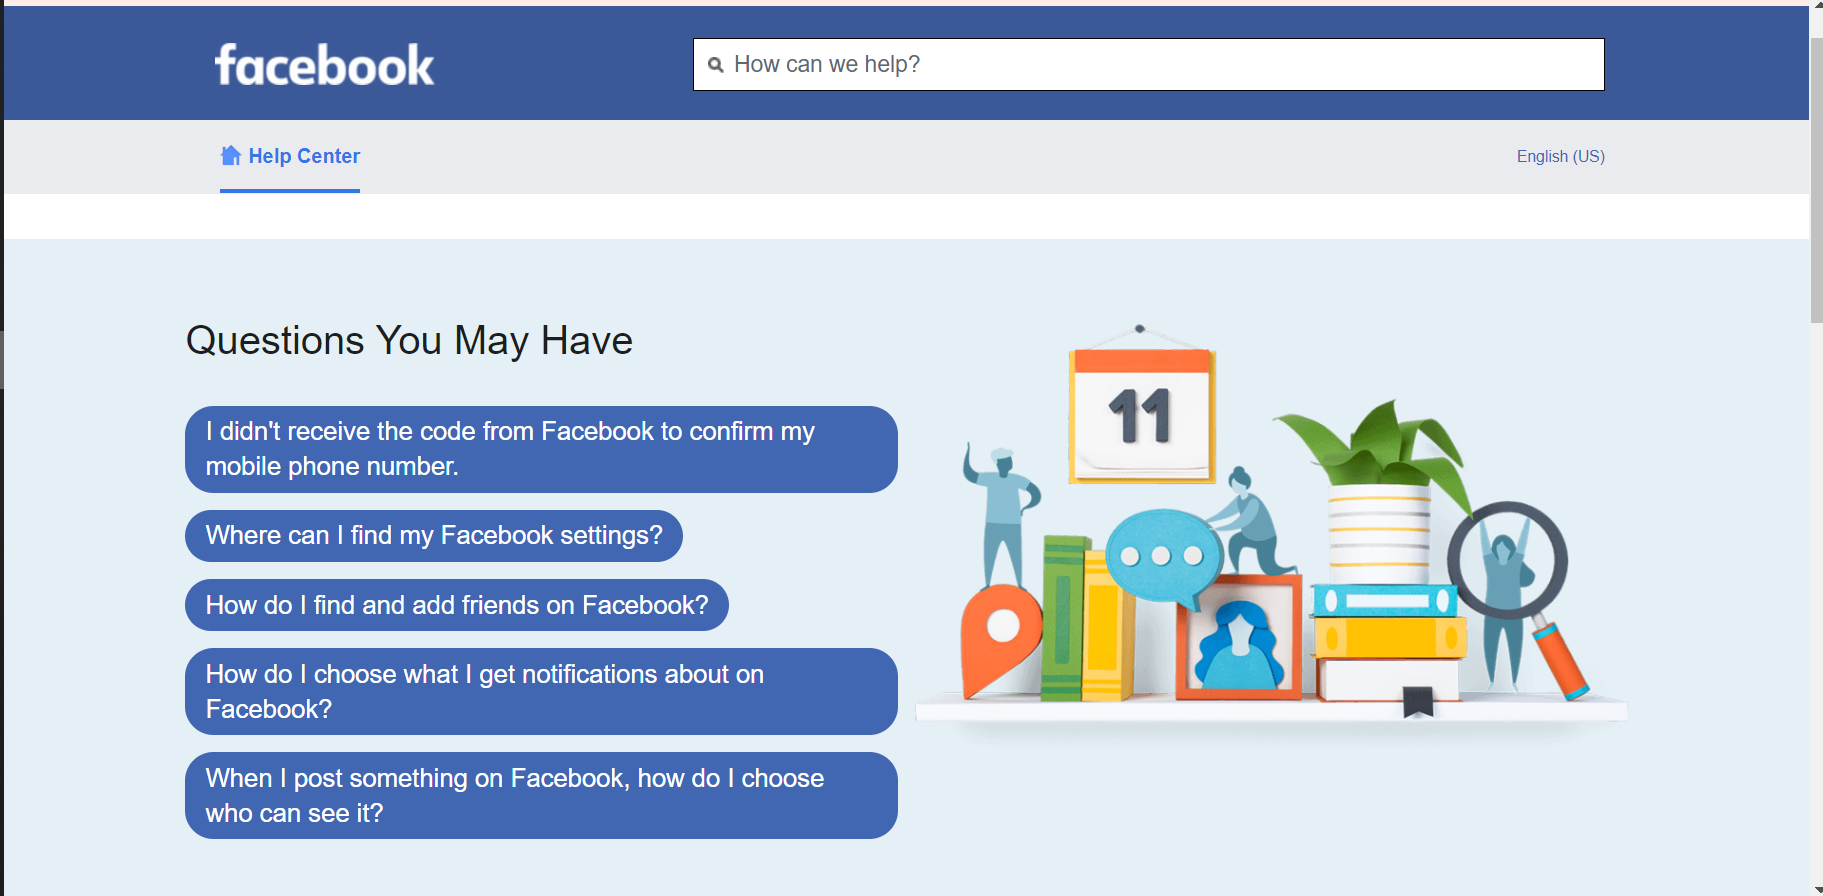 facebook
How can we help?
Help Center
English (US)
Questions You May Have
11
I didn't receive the code from Facebook to confirm my
mobile phone number.
Where can I find my Facebook settings?
How do I find and add friends on Facebook?
How do I choose what I get notifications about on
Facebook?
When I post something on Facebook, how do I choose
who can see it?